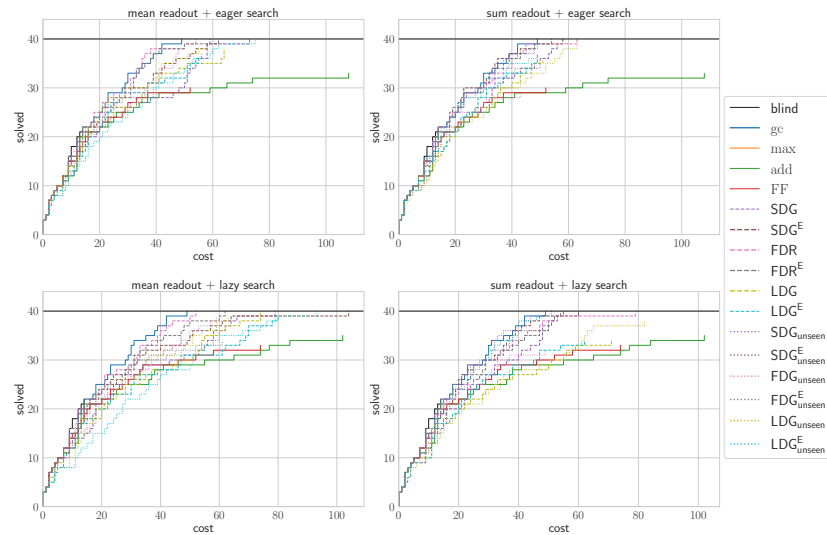 mean readout + eager search
sum readout + eager search
40
30
20
10
0
solved
0 20 40 60 80 100
cost
40
30
20
10
0
solved
0 20 40 60 80 100
cost
mean readout + lazy search
sum readout + lazy search
40
30
20
10
0
solved
0 20 40 60 80 100
cost
40
30
20
10
0
solved
0 20 40 60 80 100
cost
blind
gc
max
add
FF
SDG
SDG^E
FDR
FDR^E
LDG
LDG^E
SDG_unseen
SDG^E_unseen
FDG_unseen
FDG^E_unseen
LDG_unseen
LDG^E_unseen